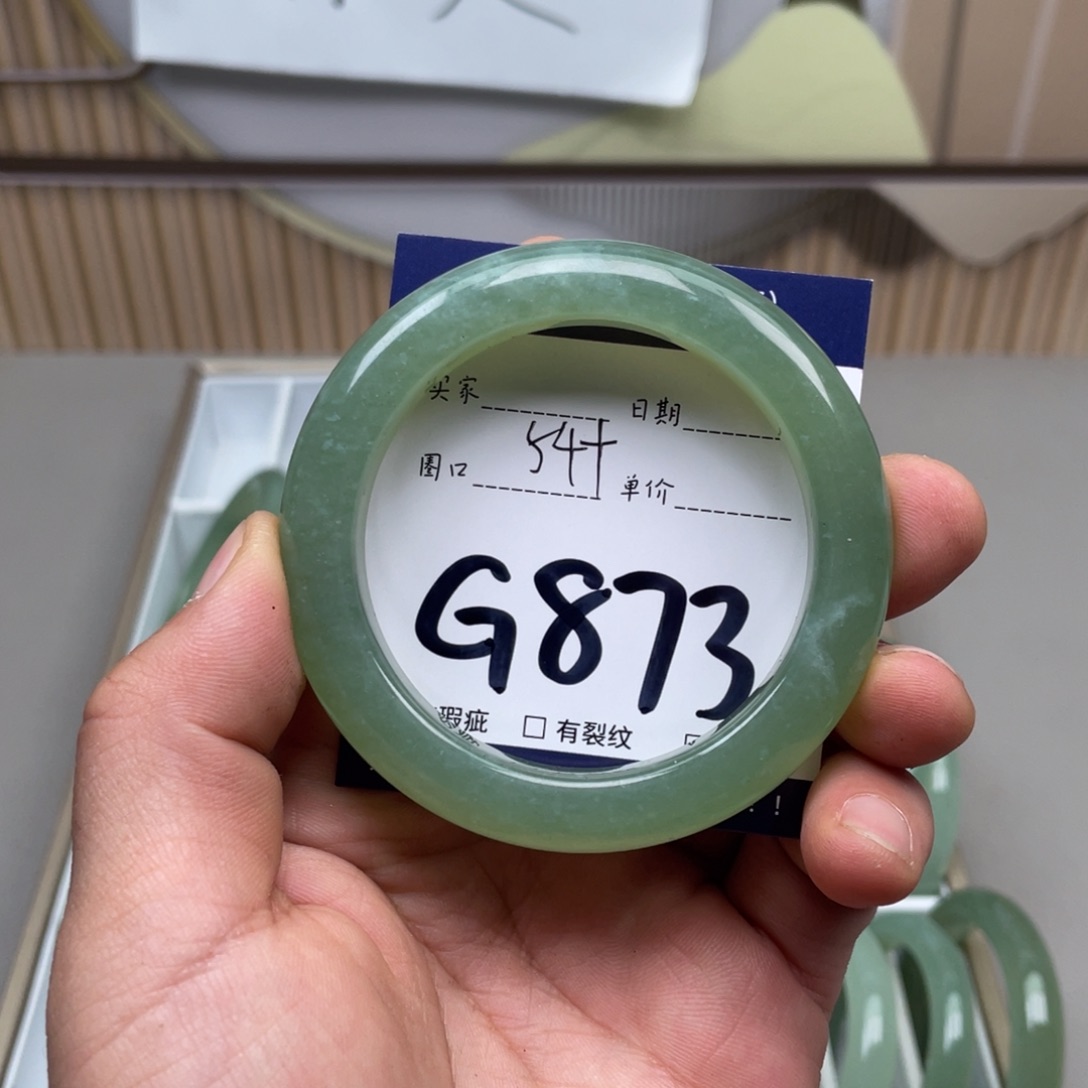 买家 日期
54+
圈口 单价
G873
瑕疵 □ 有裂纹
!